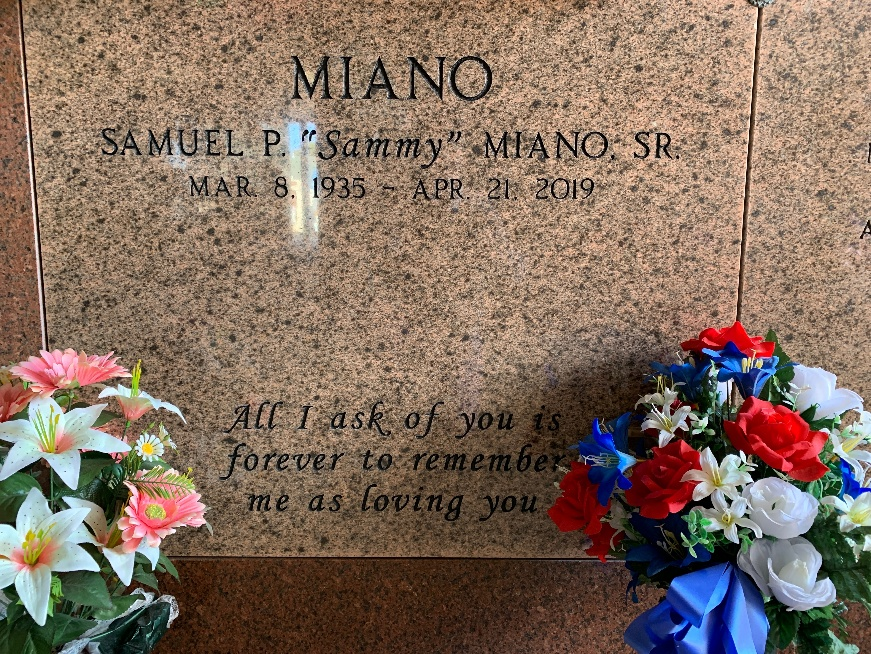 MIANO
SAMUEL P. “Sammy” MIANO, SR.
MAR. 8, 1935 ~ APR. 21, 2019
All I ask of you is
forever to remember
me as loving you